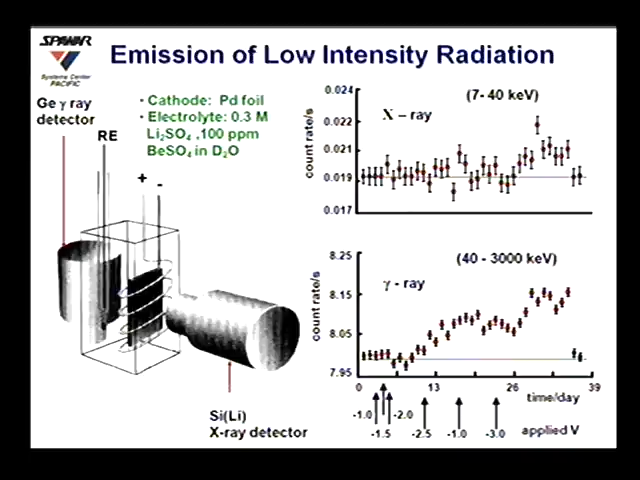 SPAWAR
Systems Center
PACIFIC
Emission of Low Intensity Radiation
Ge γ ray
detector
RE
+
-
• Cathode: Pd foil
• Electrolyte: 0.3 M
Li₂SO₄ ,100 ppm
BeSO₄ in D₂O
Si(Li)
X-ray detector
(7- 40 keV)
X – ray
count rate/s
0.024
0.022
0.021
0.019
0.017
(40 - 3000 keV)
γ - ray
count rate/s
8.25
8.15
8.05
7.95
0 13 26 39
time/day
-1.0 -2.0
-1.5 -2.5 -1.0 -3.0 applied V